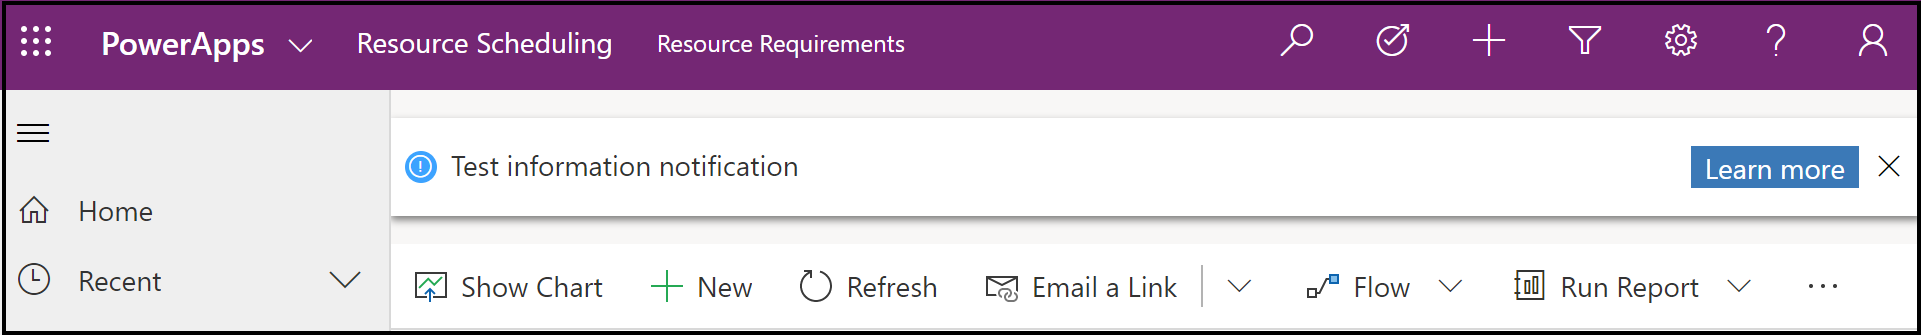 PowerApps Resource Scheduling Resource Requirements
Test information notification Learn more
Home
Recent
Show Chart New Refresh Email a Link Flow Run Report